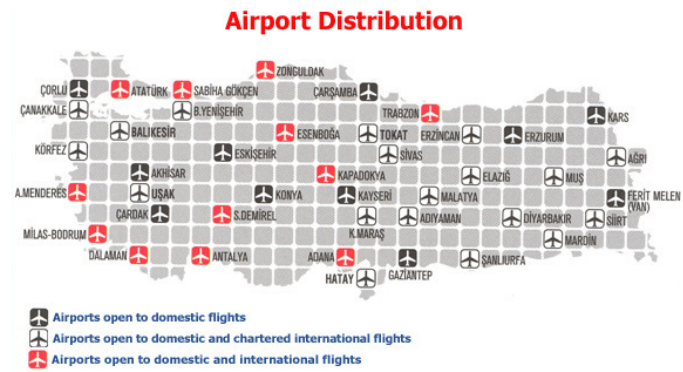 Airport Distribution
ZONGULDAK
ÇORLU
ATATÜRK
SABİHA GÖKÇEN
ÇARŞAMBA
ÇANAKKALE
B.YENİŞEHİR
TRABZON
KARS
BALIKESİR
ESENBOĞA
TOKAT
ERZİNCAN
ERZURUM
KÖRFEZ
ESKİŞEHİR
SİVAS
AĞRI
AKHİSAR
KAPADOKYA
ELAZIĞ
MUŞ
A.MENDERES
UŞAK
KONYA
KAYSERİ
MALATYA
FERİT MELEN
(VAN)
ÇARDAK
S.DEMİREL
K.MARAŞ
ADIYAMAN
DİYARBAKIR
SİİRT
MİLAS-BODRUM
MARDİN
DALAMAN
ANTALYA
ADANA
GAZİANTEP
ŞANLIURFA
HATAY
Airports open to domestic flights
Airports open to domestic and chartered international flights
Airports open to domestic and international flights